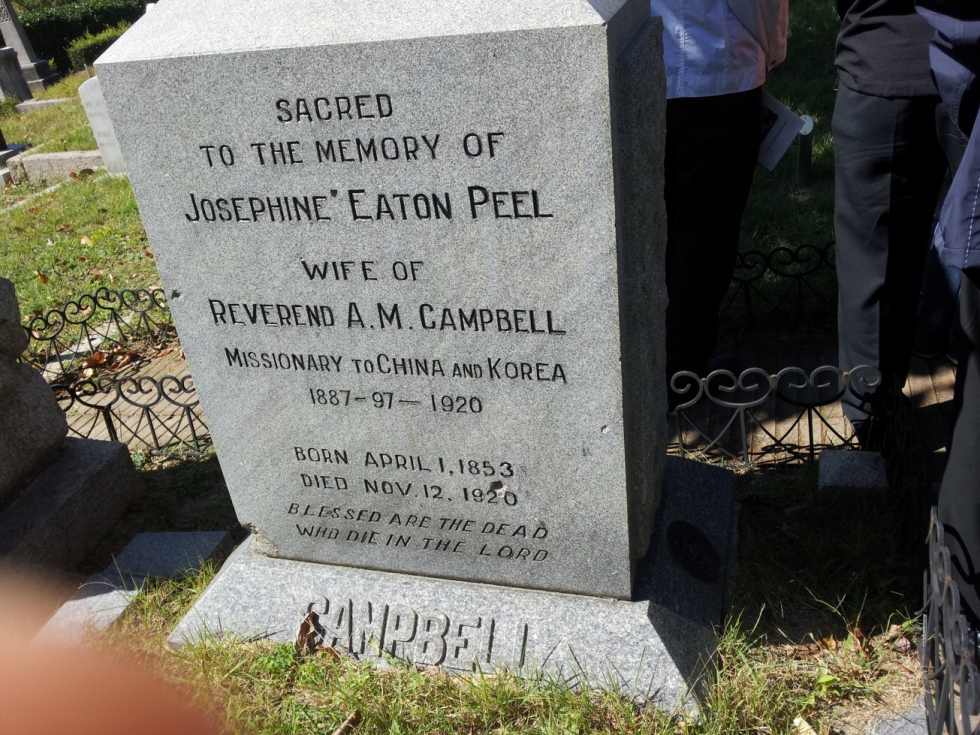 SACRED
TO THE MEMORY OF
JOSEPHINE EATON PEEL
WIFE OF
REVEREND A.M. CAMPBELL
MISSIONARY TO CHINA AND KOREA
1887-97-1920
BORN APRIL 1, 1853
DIED NOV. 12, 1920
BLESSED ARE THE DEAD
WHO DIE IN THE LORD
CAMPBELL